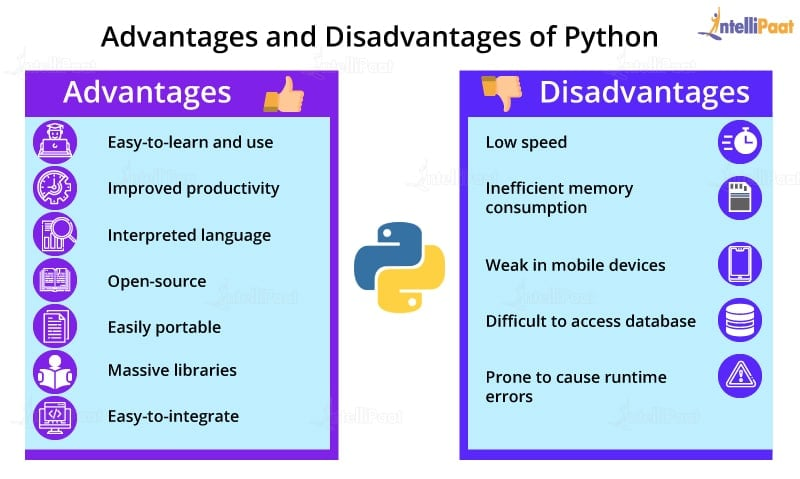 Advantages and Disadvantages of Python
IntelliPaat
Advantages
Easy-to-learn and use
Improved productivity
Interpreted language
Open-source
Easily portable
Massive libraries
Easy-to-integrate
Disadvantages
Low speed
Inefficient memory
consumption
Weak in mobile devices
Difficult to access database
Prone to cause runtime
errors